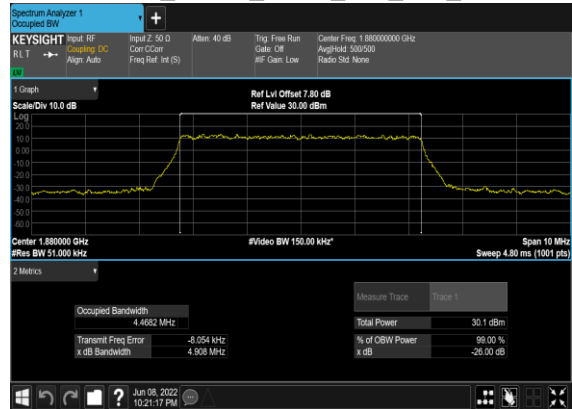 Spectrum Analyzer 1
Occupied BW
+
KEYSIGHT Input: RF Input Z: 50 Ω Atten: 40 dB Trig: Free Run Center Freq: 1.880000000 GHz
RLT Coupling: DC Corr CCorr Gate: Off Avg|Hold: 500/500
Align: Auto Freq Ref: Int (S) #IF Gain: Low Radio Std: None
LW
1 Graph
Ref Lvl Offset 7.80 dB
Scale/Div 10.0 dB Ref Value 30.00 dBm
Log
20.0
10.0
0.00
-10.0
-20.0
-30.0
-40.0
-50.0
-60.0
Center 1.880000 GHz #Video BW 150.00 kHz* Span 10 MHz
#Res BW 51.000 kHz Sweep 4.80 ms (1001 pts)
2 Metrics
Measure Trace Trace 1
Occupied Bandwidth
4.4682 MHz Total Power 30.1 dBm
Transmit Freq Error -8.054 kHz % of OBW Power 99.00 %
x dB Bandwidth 4.908 MHz x dB -26.00 dB
? Jun 08, 2022
10:21:17 PM